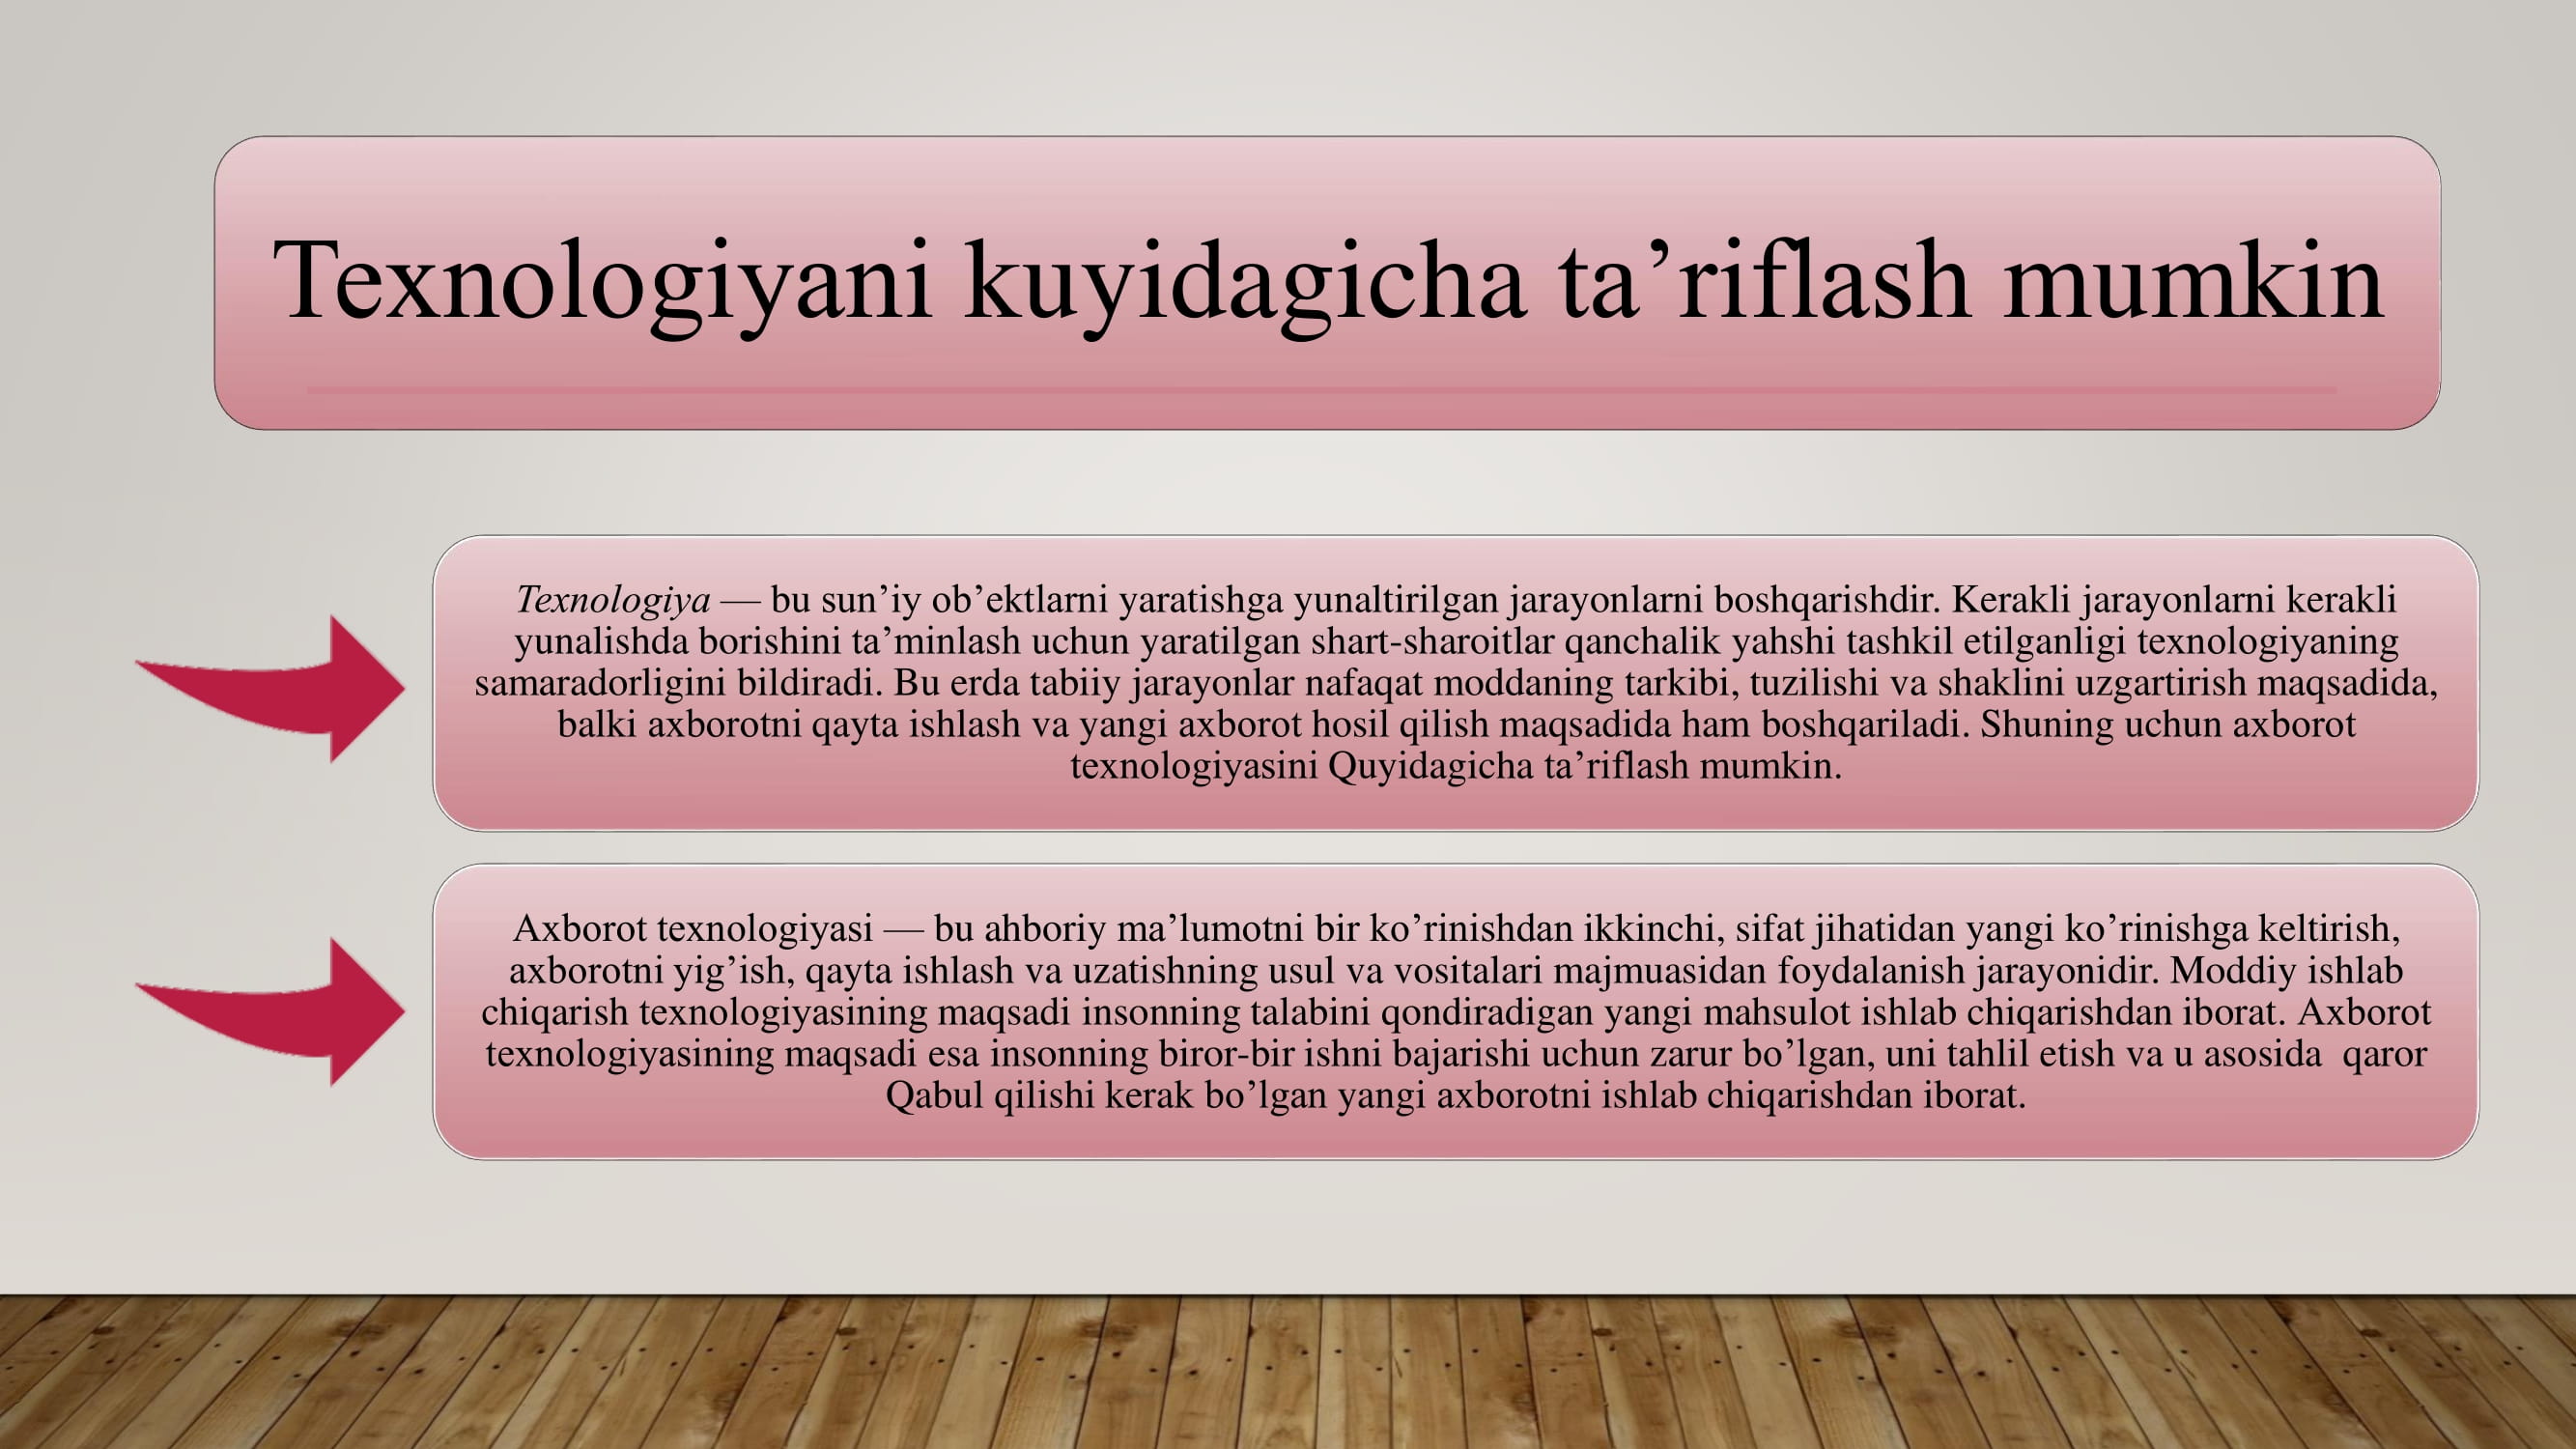 Texnologiyani kuyidagicha ta’riflash mumkin
Texnologiya — bu sun’iy ob’ektlarni yaratishga yunaltirilgan jarayonlarni boshqarishdir. Kerakli jarayonlarni kerakli
yunalishda borishini ta’minlash uchun yaratilgan shart-sharoitlar qanchalik yahshi tashkil etilganligi texnologiyaning
samaradorligini bildiradi. Bu erda tabiiy jarayonlar nafaqat moddaning tarkibi, tuzilishi va shaklini uzgartirish maqsadida,
balki axborotni qayta ishlash va yangi axborot hosil qilish maqsadida ham boshqariladi. Shuning uchun axborot
texnologiyasini Quyidagicha ta’riflash mumkin.
Axborot texnologiyasi — bu ahboriy ma’lumotni bir ko’rinishdan ikkinchi, sifat jihatidan yangi ko’rinishga keltirish,
axborotni yig’ish, qayta ishlash va uzatishning usul va vositalari majmuasidan foydalanish jarayonidir. Moddiy ishlab
chiqarish texnologiyasining maqsadi insonning talabini qondiradigan yangi mahsulot ishlab chiqarishdan iborat. Axborot
texnologiyasining maqsadi esa insonning biror-bir ishni bajarishi uchun zarur bo’lgan, uni tahlil etish va u asosida  qaror
Qabul qilishi kerak bo’lgan yangi axborotni ishlab chiqarishdan iborat.